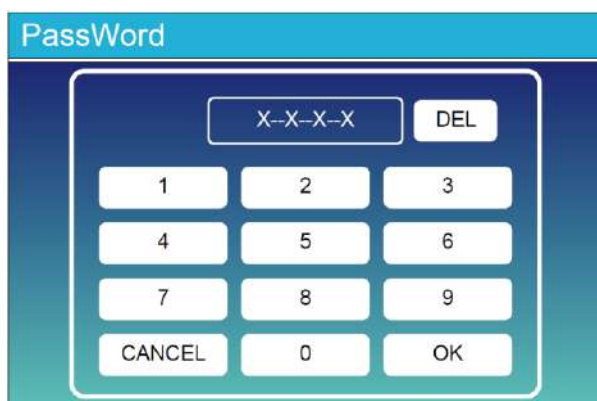 PassWord
X--X--X--X DEL
1 2 3
4 5 6
7 8 9
CANCEL 0 OK